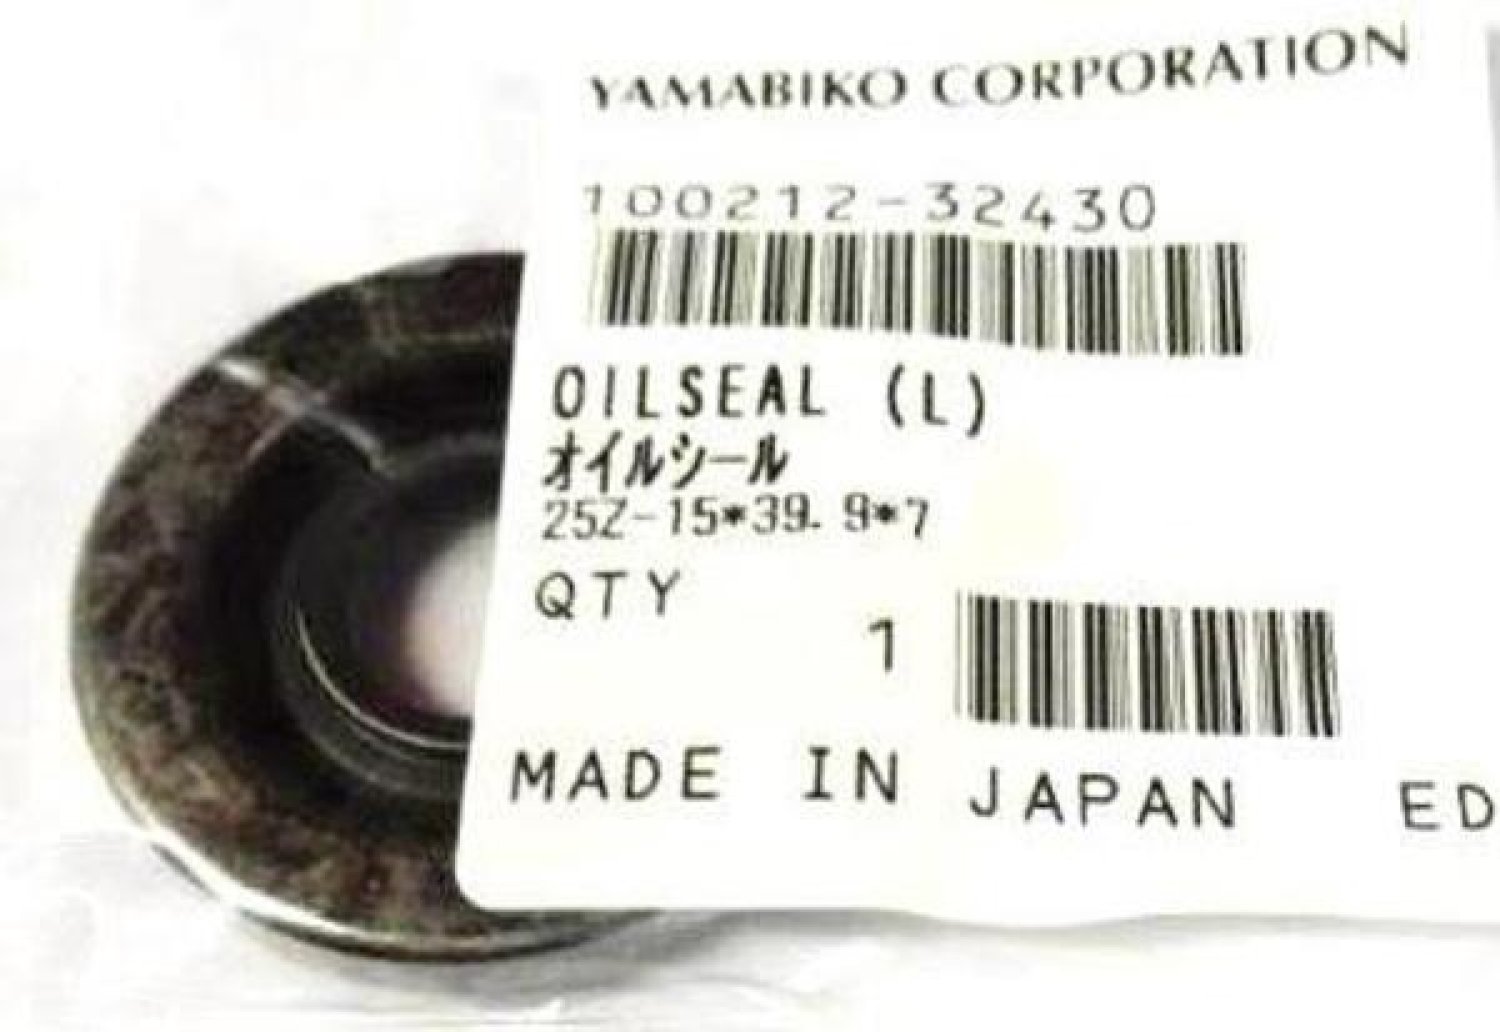 YAMABIKO CORPORATION
100212-32430
OILSEAL (L)
オイルシール
25Z-15*39.9*7
QTY
1
MADE IN JAPAN ED